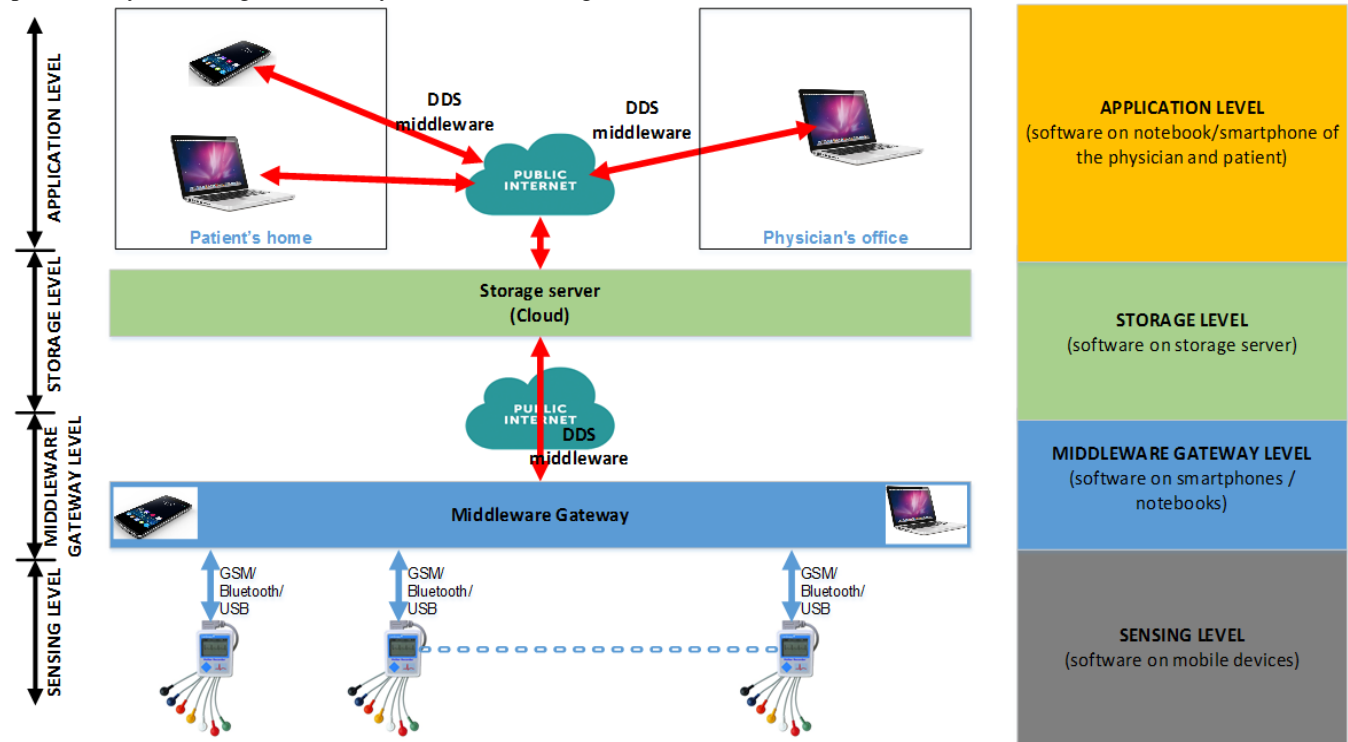 APPLICATION LEVEL
STORAGE LEVEL
MIDDLEWARE
GATEWAY LEVEL
SENSING LEVEL
DDS
middleware
DDS
middleware
PUBLIC
INTERNET
Patient's home
Physician's office
Storage server
(Cloud)
PUBLIC
INTERNET
DDS
middleware
Middleware Gateway
GSM/
Bluetooth/
USB
GSM/
Bluetooth/
USB
GSM/
Bluetooth/
USB
APPLICATION LEVEL
(software on notebook/smartphone of
the physician and patient)
STORAGE LEVEL
(software on storage server)
MIDDLEWARE GATEWAY LEVEL
(software on smartphones /
notebooks)
SENSING LEVEL
(software on mobile devices)